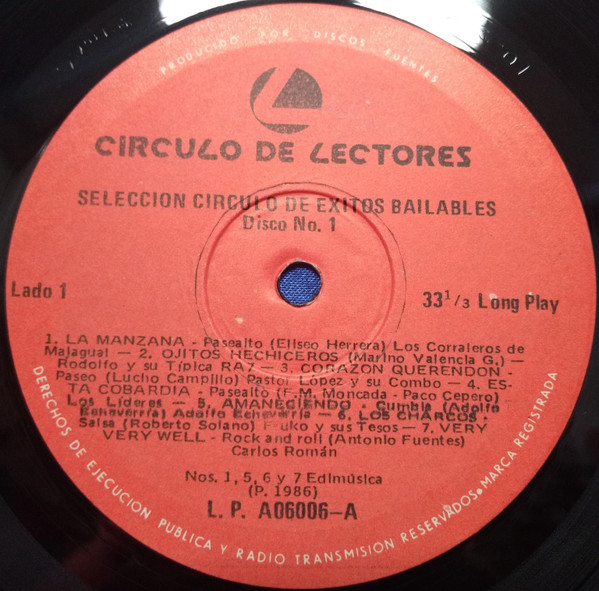 PRODUCIDO POR DISCOS FUENTES
CIRCULO DE LECTORES
SELECCION CIRCULO DE EXITOS BAILABLES
Disco No. 1
Lado 1
33 1/3 Long Play
1. LA MANZANA - Paseaito (Eliseo Herrera) Los Corraleros de
Majagual — 2. OJITOS HECHICEROS (Marino Valencia G.) —
Rodolfo y su Típica RA7 — 3. CORAZON QUERENDON -
Paseo (Lucho Campillo) Pastor López y su Combo — 4. ES-
TA COBARDIA - Paseaito (F.M. Moncada - Paco Cepero)
Los Líderes — 5. AMANECIENDO - Cumbia (Adolfo
Echeverría) Adolfo Echeverría — 6. LOS CHARCOS -
Salsa (Roberto Solano) Fruko y sus Tesos — 7. VERY
VERY WELL - Rock and roll (Antonio Fuentes)
Carlos Román
Nos. 1, 5, 6 y 7 Edimúsica
(P. 1986)
L. P. A06006-A
DERECHOS DE EJECUCION PUBLICA Y RADIO TRANSMISION RESERVADOS. MARCA REGISTRADA